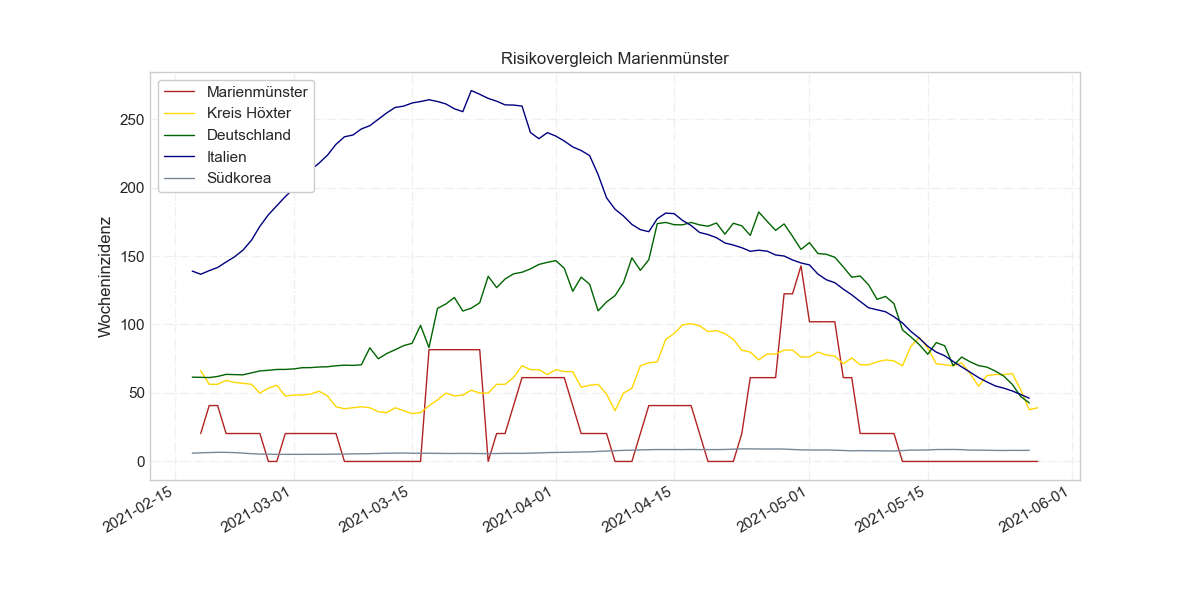 Risikovergleich Marienmünster
Marienmünster
Kreis Höxter
Deutschland
Italien
Südkorea
Wocheninzidenz
250
200
150
100
50
0
2021-02-15
2021-03-01
2021-03-15
2021-04-01
2021-04-15
2021-05-01
2021-05-15
2021-06-01